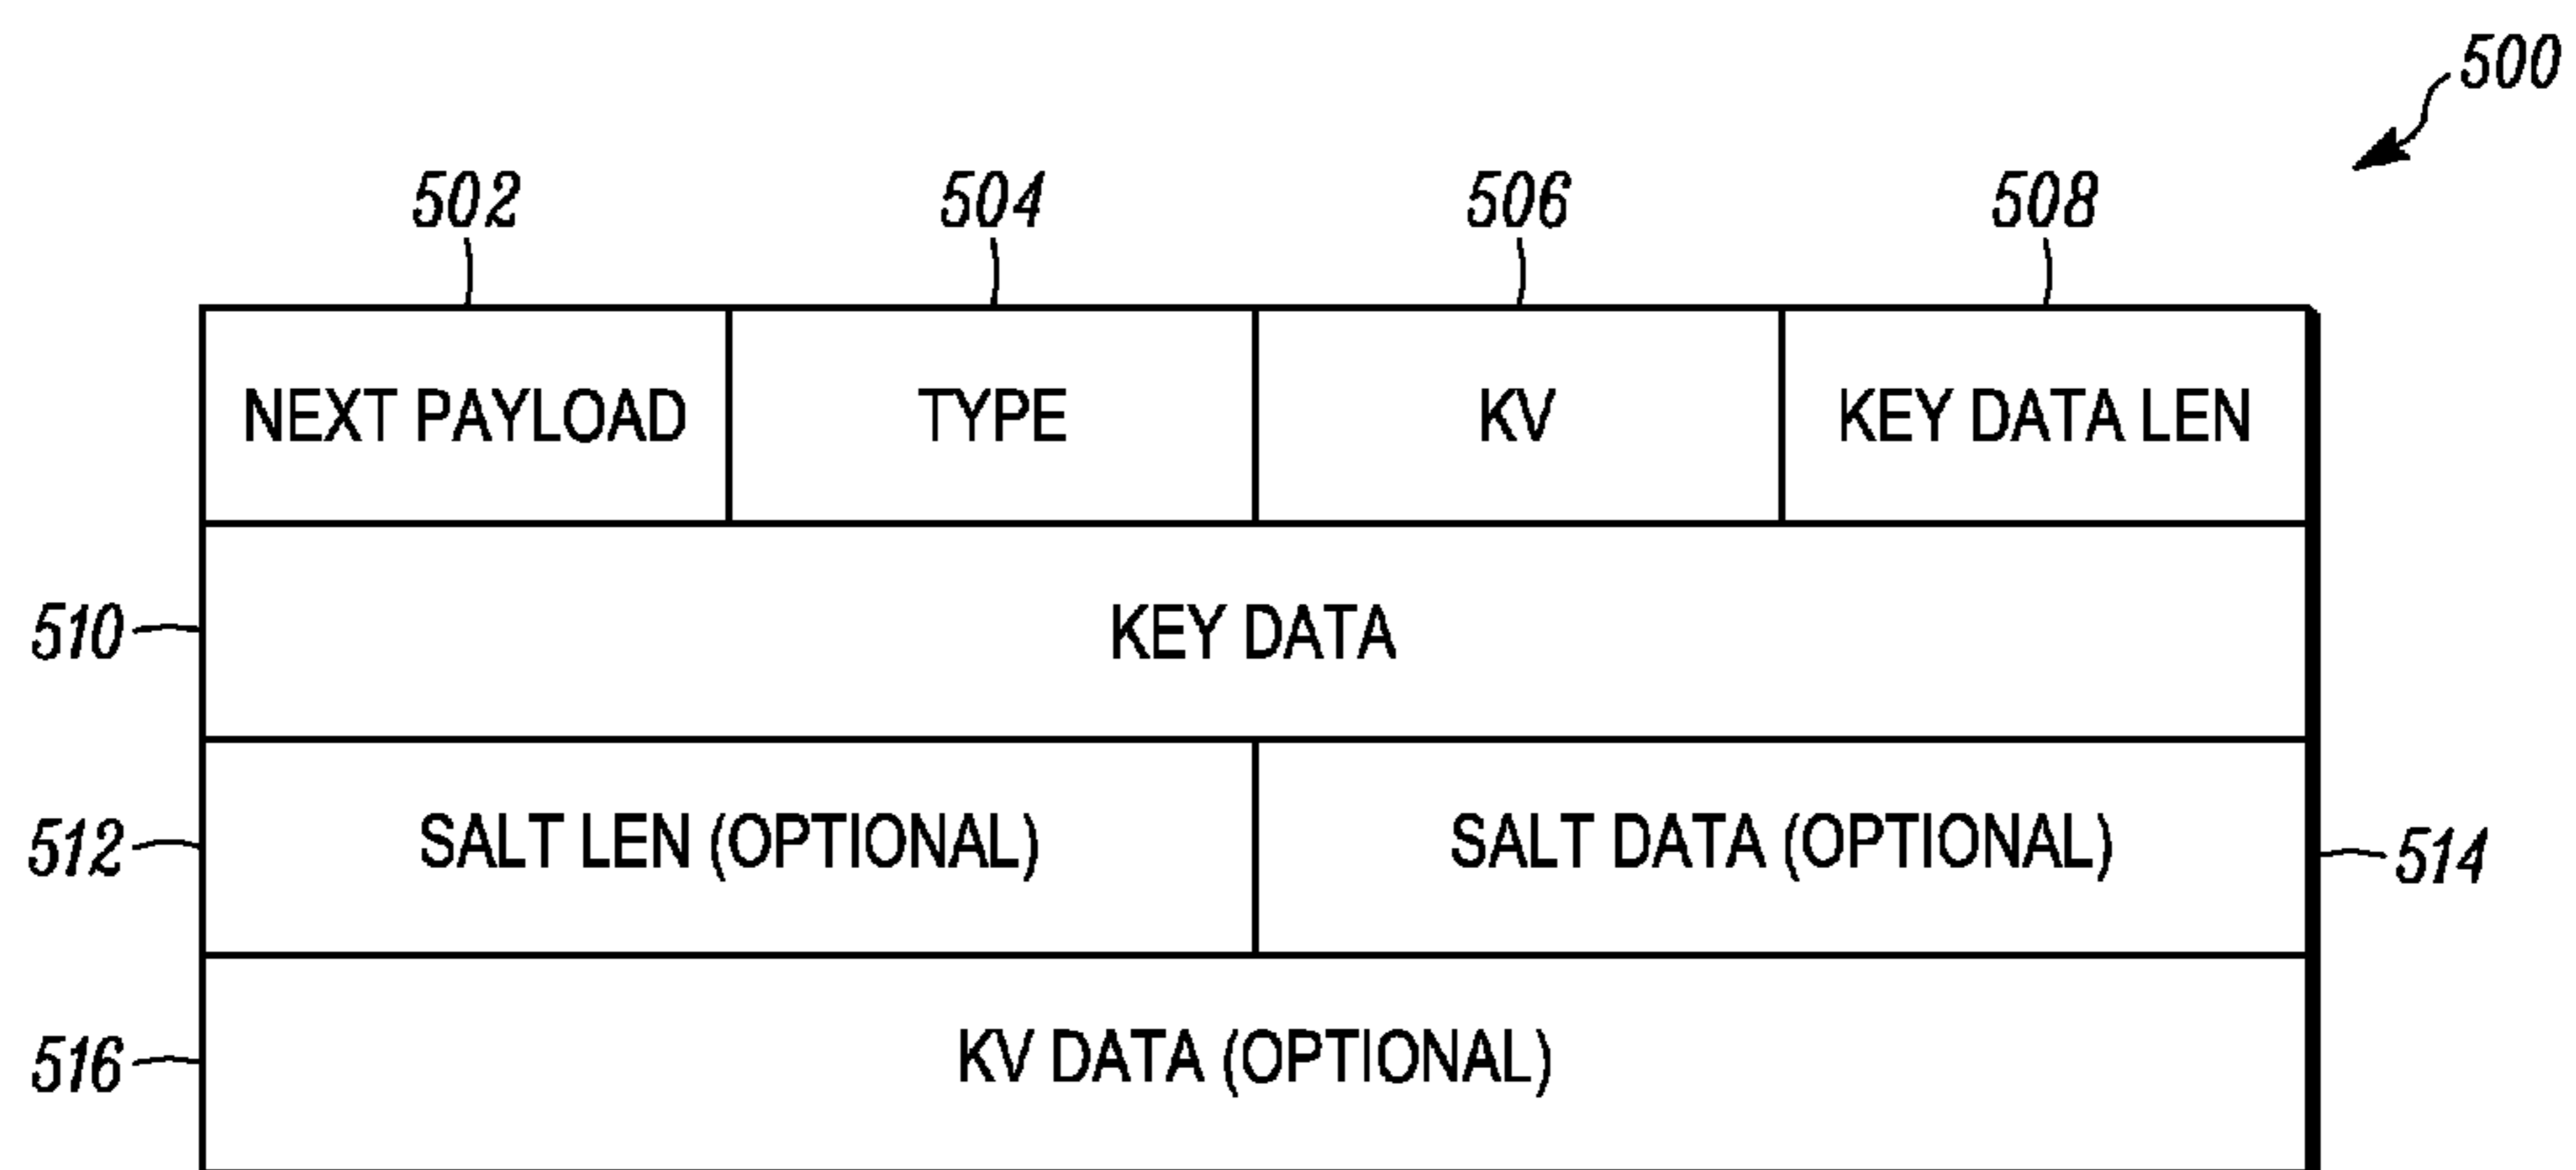 500
502 504 506 508
NEXT PAYLOAD TYPE KV KEY DATA LEN
510 KEY DATA
512 SALT LEN (OPTIONAL) SALT DATA (OPTIONAL) 514
516 KV DATA (OPTIONAL)